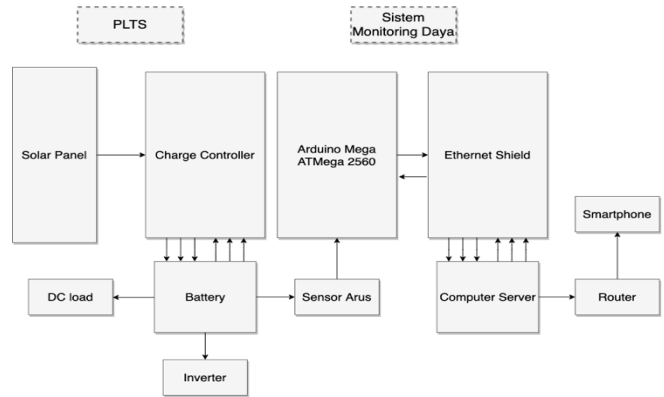 PLTS
Sistem
Monitoring Daya
Solar Panel
Charge Controller
Arduino Mega
ATMega 2560
Ethernet Shield
Smartphone
DC load
Battery
Sensor Arus
Computer Server
Router
Inverter